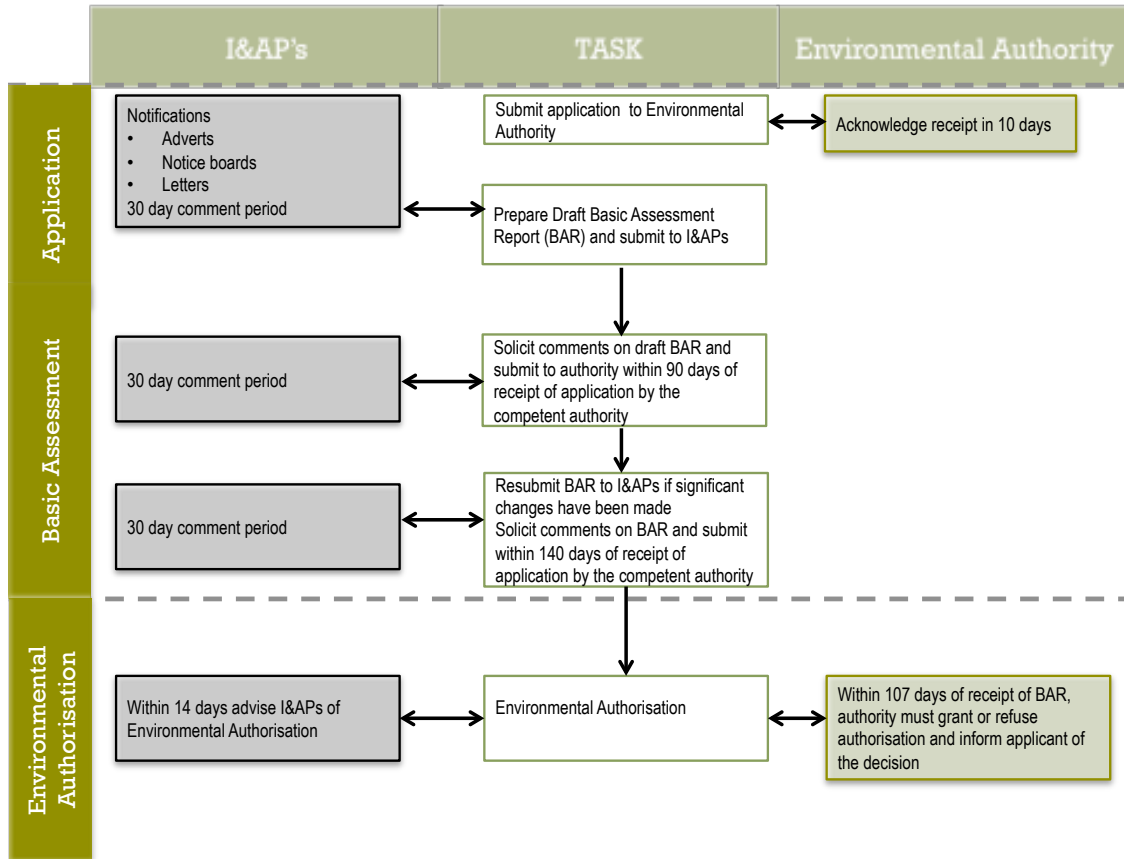 I&AP's
TASK
Environmental Authority
Application
Notifications
• Adverts
• Notice boards
• Letters
30 day comment period
Submit application to Environmental
Authority
Acknowledge receipt in 10 days
Prepare Draft Basic Assessment
Report (BAR) and submit to I&APs
Basic Assessment
30 day comment period
Solicit comments on draft BAR and
submit to authority within 90 days of
receipt of application by the
competent authority
30 day comment period
Resubmit BAR to I&APs if significant
changes have been made
Solicit comments on BAR and submit
within 140 days of receipt of
application by the competent authority
Environmental
Authorisation
Within 14 days advise I&APs of
Environmental Authorisation
Environmental Authorisation
Within 107 days of receipt of BAR,
authority must grant or refuse
authorisation and inform applicant of
the decision